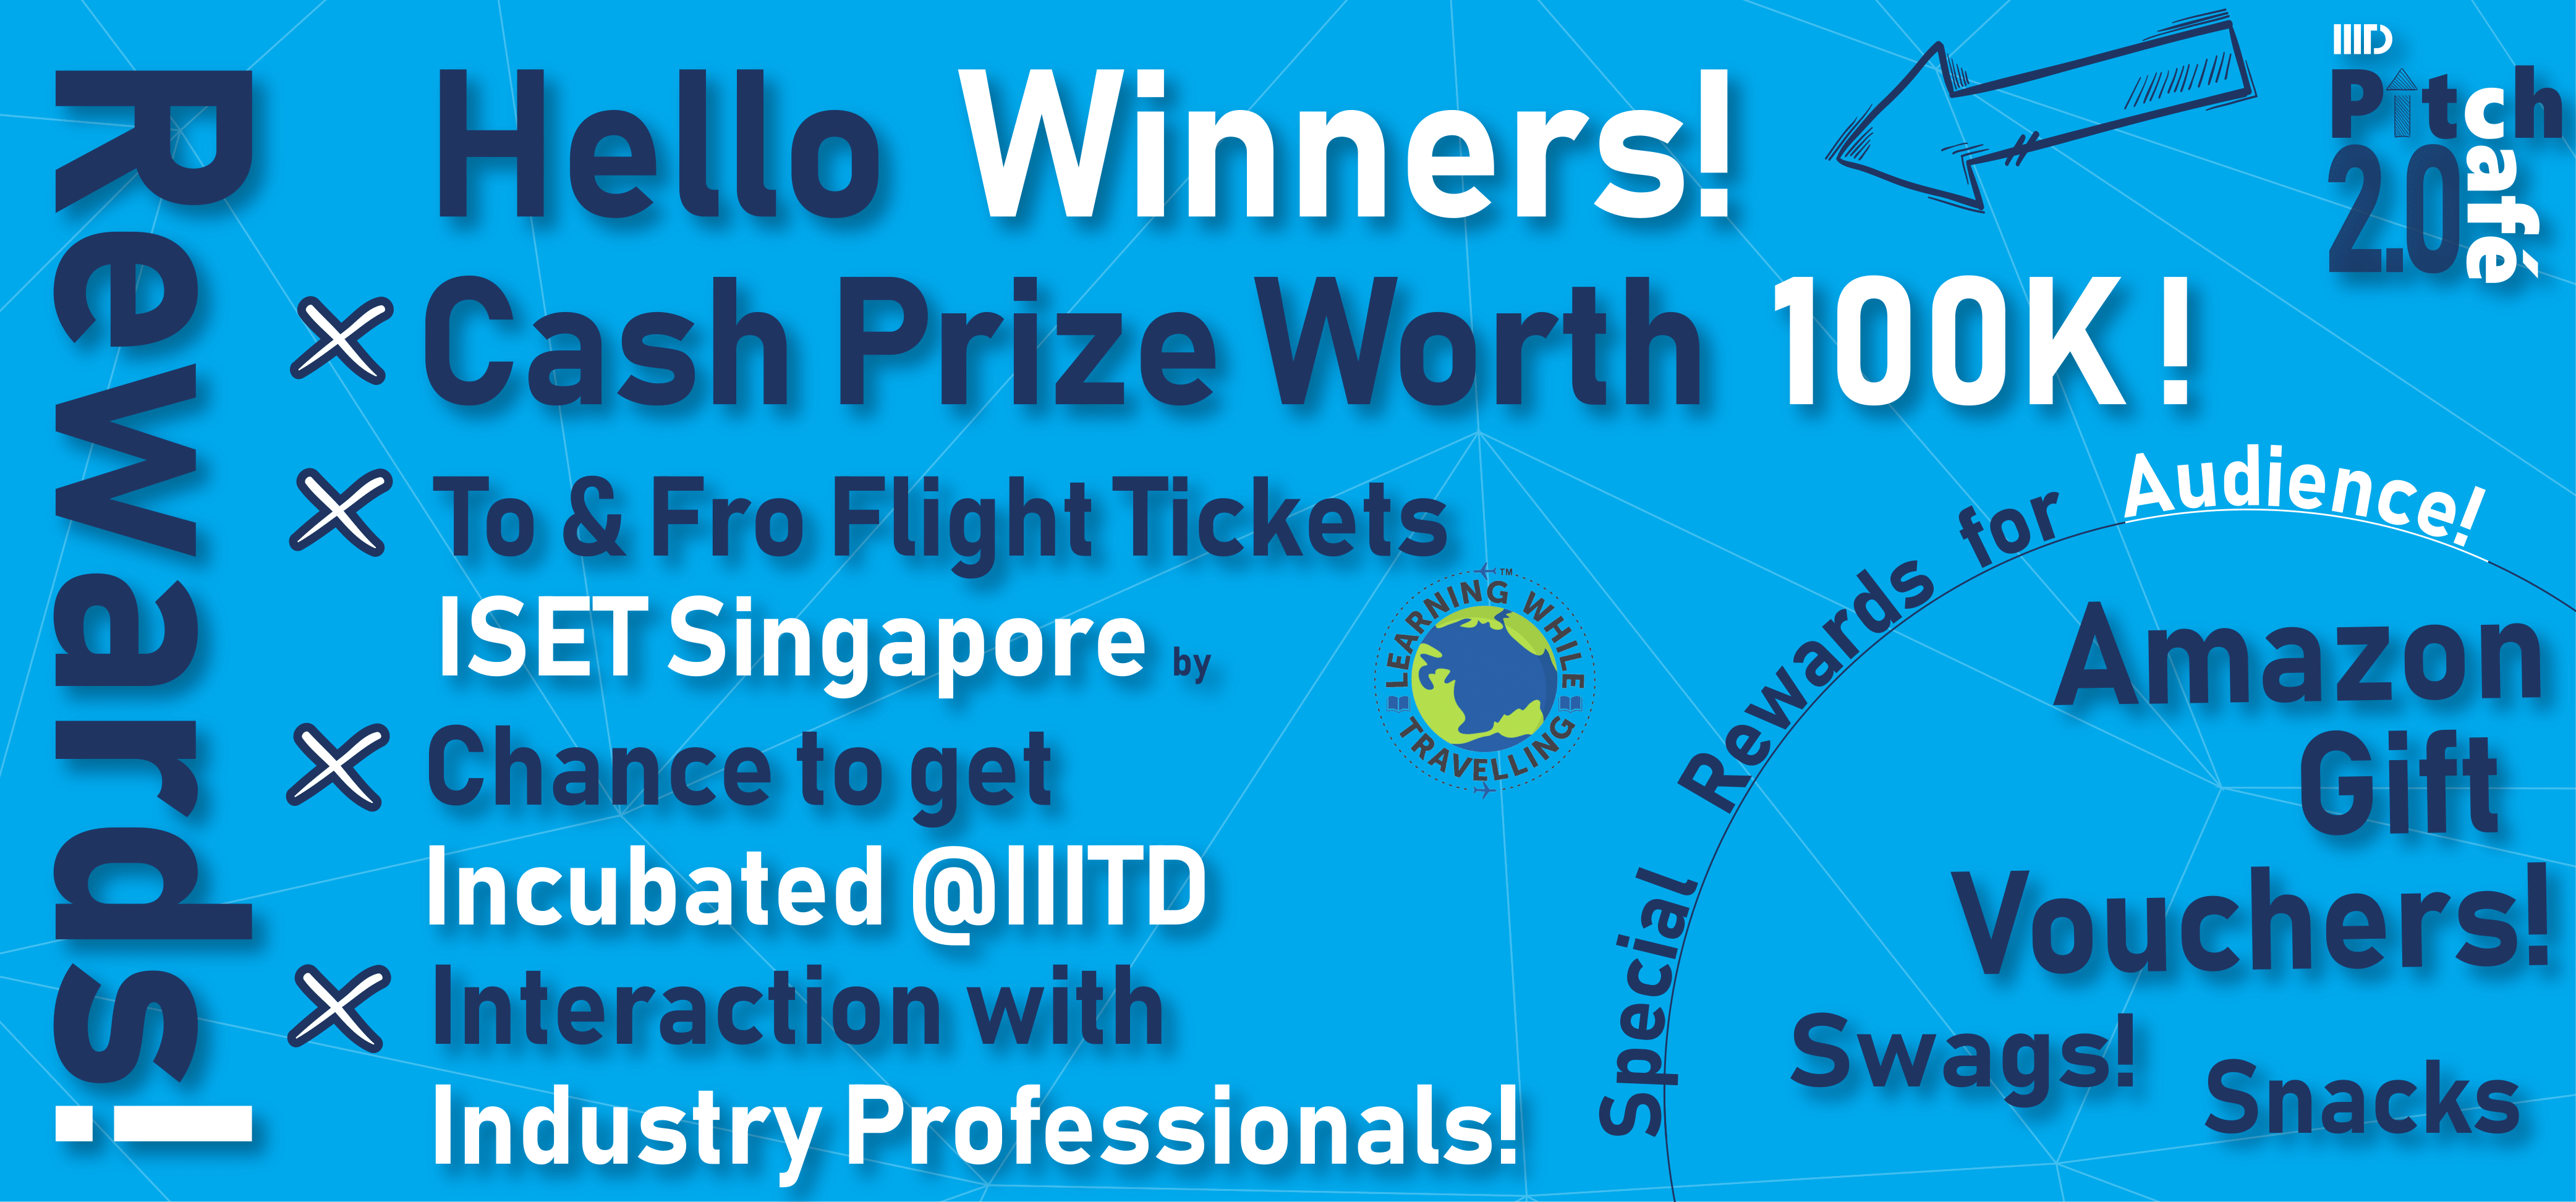 Rewards!
Hello Winners!
Cash Prize Worth 100K !
To & Fro Flight Tickets
ISET Singapore by
LEARNING WHILE
TRAVELLING
TM
Chance to get
Incubated @IIITD
Interaction with
Industry Professionals!
IIITD
Pitch
café
2.0
Special Rewards for Audience!
Amazon
Gift
Vouchers!
Swags!
Snacks